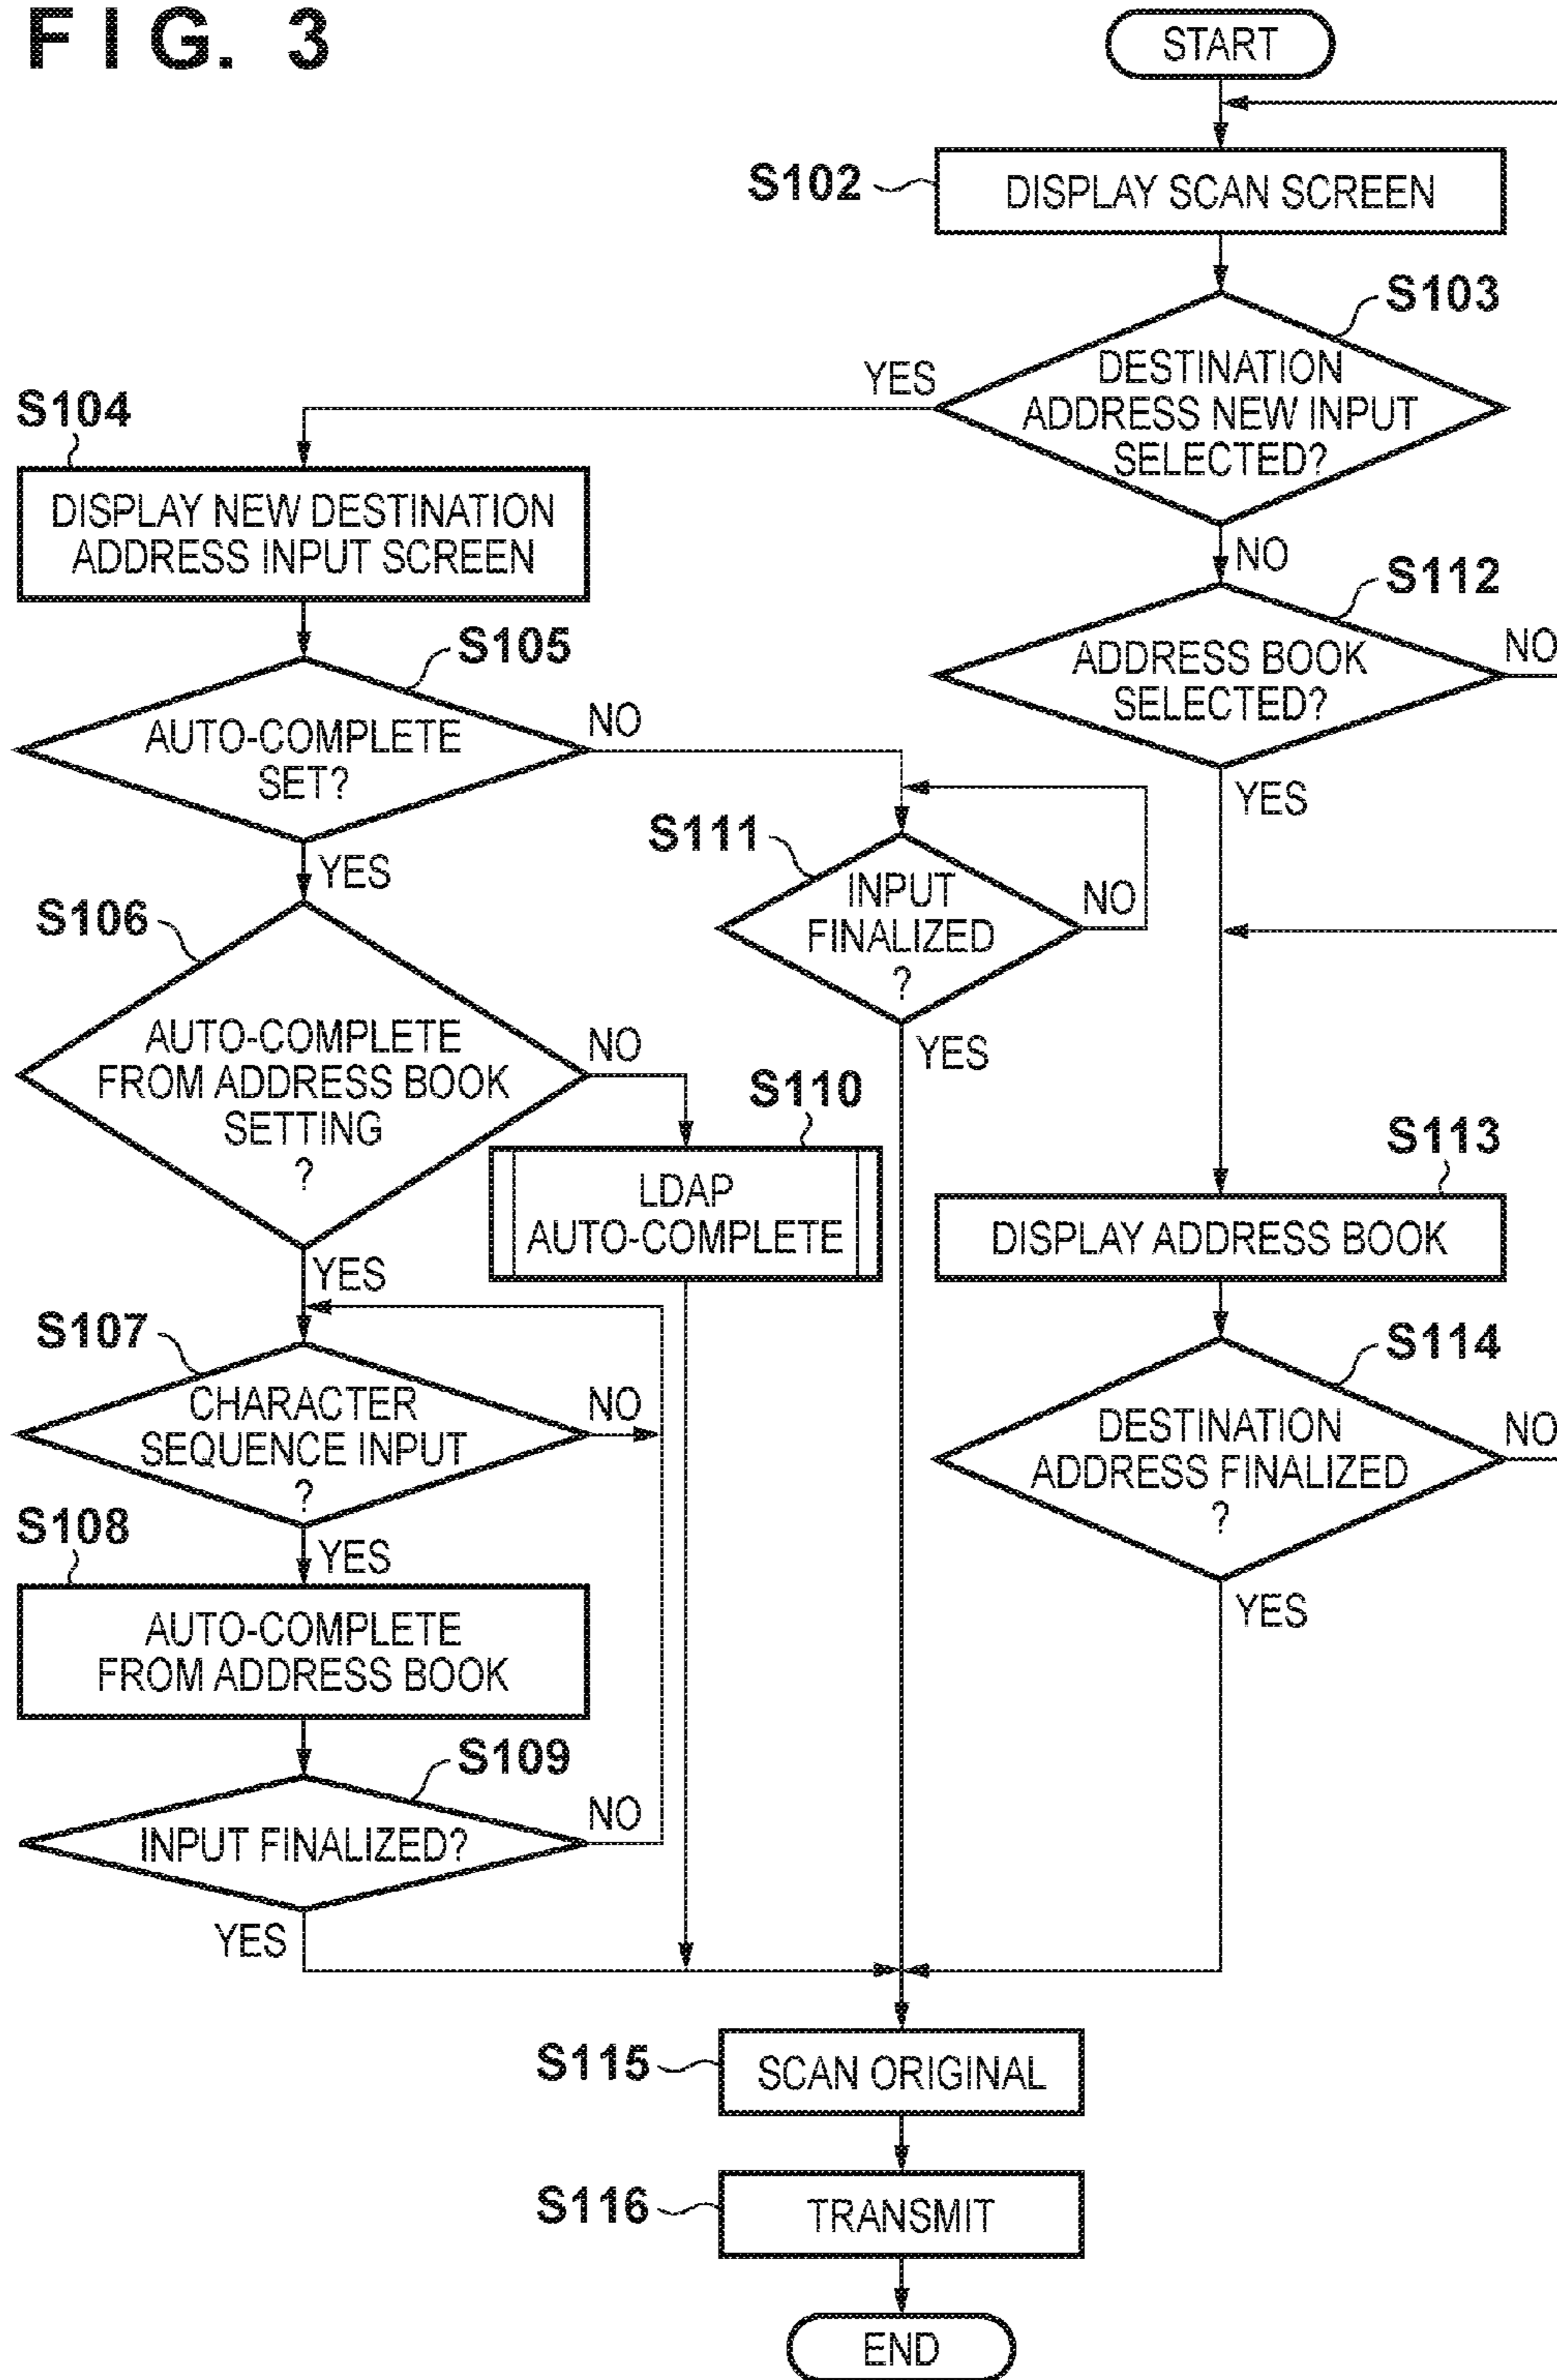 FIG. 3
START
S102
DISPLAY SCAN SCREEN
S103
DESTINATION
ADDRESS NEW INPUT
SELECTED?
YES
NO
S104
DISPLAY NEW DESTINATION
ADDRESS INPUT SCREEN
S112
ADDRESS BOOK
SELECTED?
NO
YES
S105
AUTO-COMPLETE
SET?
NO
YES
S111
INPUT
FINALIZED
?
NO
YES
S106
AUTO-COMPLETE
FROM ADDRESS BOOK
SETTING
?
NO
YES
S110
LDAP
AUTO-COMPLETE
S113
DISPLAY ADDRESS BOOK
S107
CHARACTER
SEQUENCE INPUT
?
NO
YES
S114
DESTINATION
ADDRESS FINALIZED
?
NO
YES
S108
AUTO-COMPLETE
FROM ADDRESS BOOK
S109
INPUT FINALIZED?
NO
YES
S115
SCAN ORIGINAL
S116
TRANSMIT
END